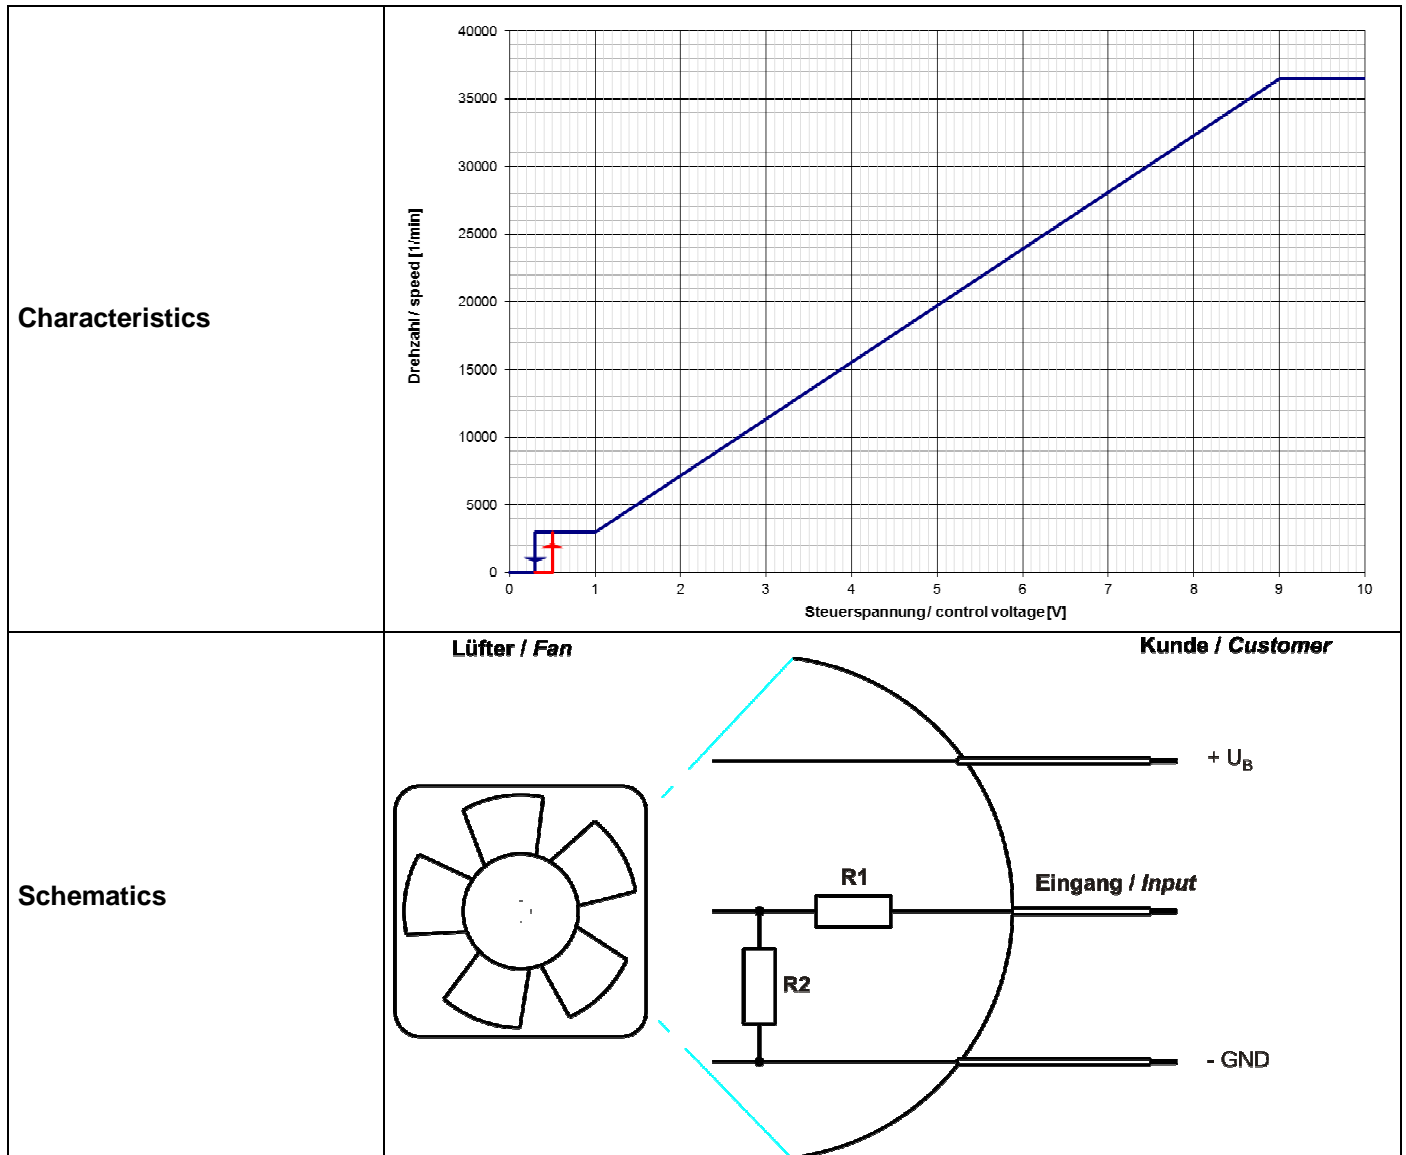 Characteristics
Drehzahl / speed [1/min]
40000
35000
30000
25000
20000
15000
10000
5000
0
0 1 2 3 4 5 6 7 8 9 10
Steuerspannung / control voltage [V]
Schematics
Lüfter / Fan
Kunde / Customer
+ UB
R1
Eingang / Input
R2
- GND